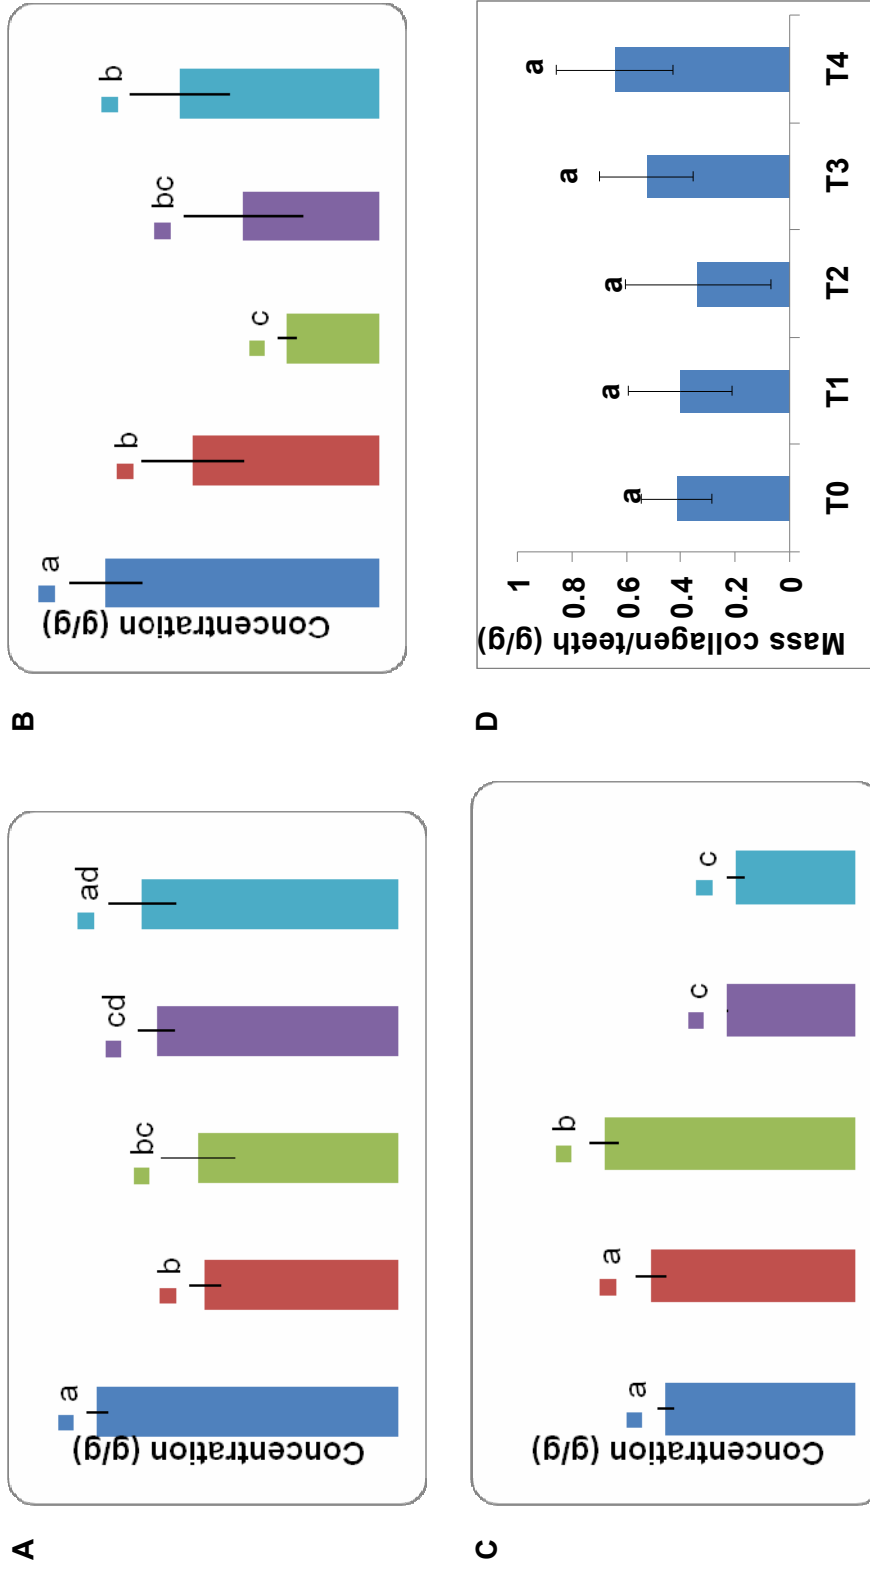 A
Concentration (g/g)
a
b
bc
cd
ad
B
Concentration (g/g)
a
b
c
bc
b
C
Concentration (g/g)
a
a
b
c
c
D
Mass collagen/teeth (g/g)
1
0.8
0.6
0.4
0.2
0
a
a
a
a
a
T0
T1
T2
T3
T4